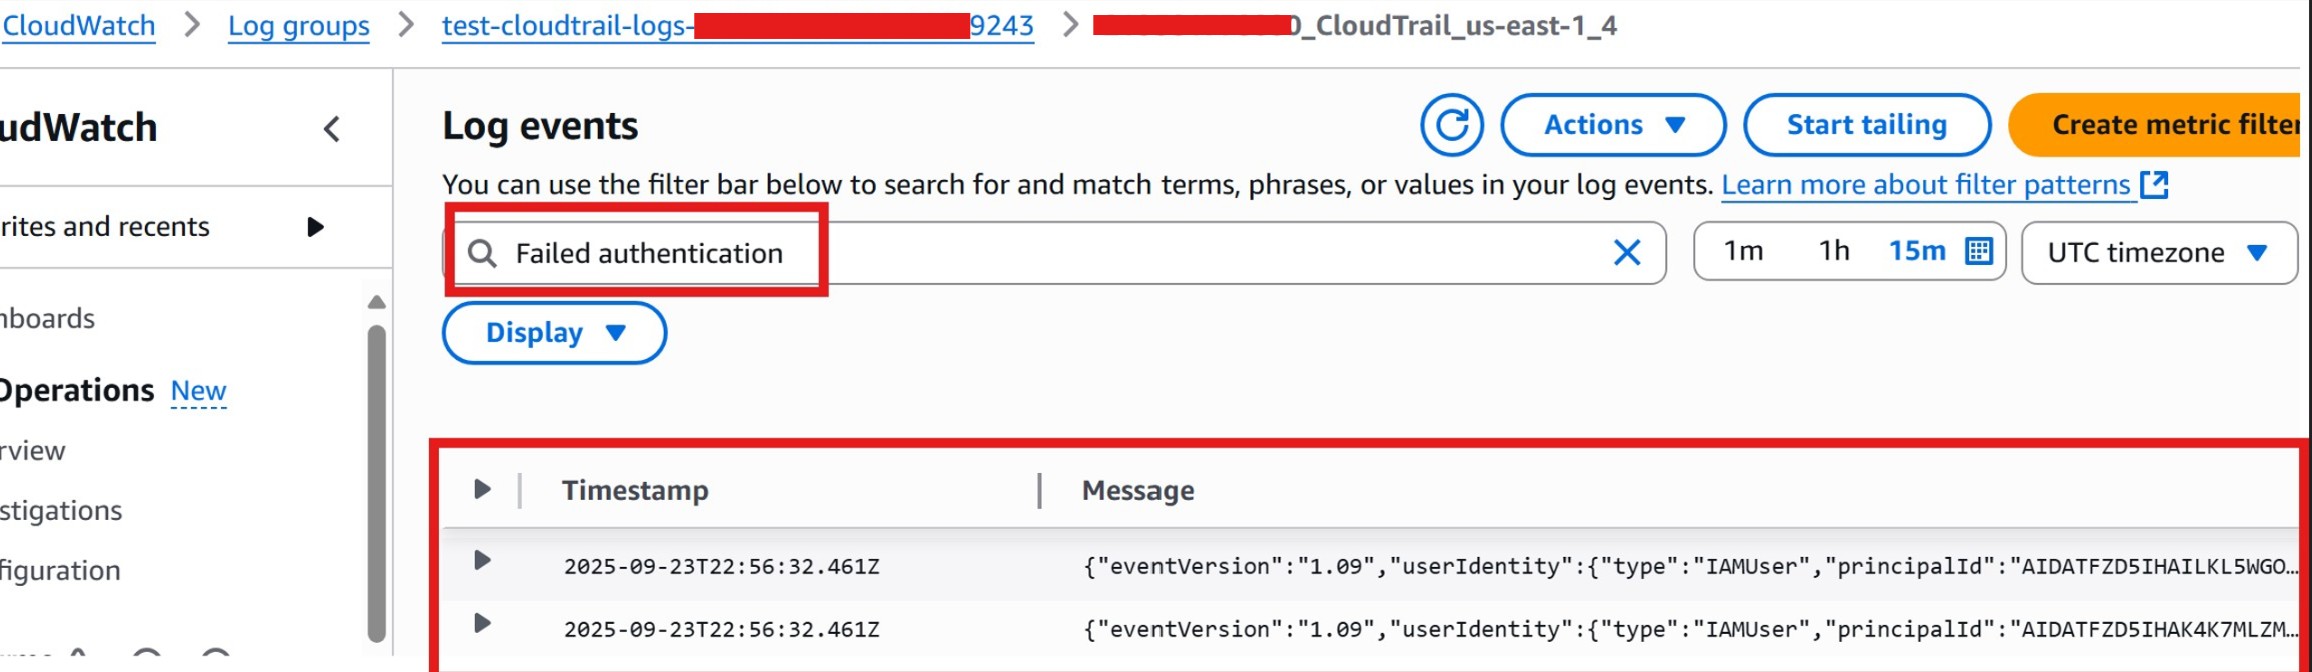 CloudWatch > Log groups > test-cloudtrail-logs-9243 > 0_CloudTrail_us-east-1_4
udWatch
Log events
Actions
Start tailing
Create metric filter
You can use the filter bar below to search for and match terms, phrases, or values in your log events. Learn more about filter patterns
rites and recents
Failed authentication
1m 1h 15m
UTC timezone
Display
nboards
Operations New
rview
stigations
figuration
Timestamp
Message
2025-09-23T22:56:32.461Z {"eventVersion":"1.09","userIdentity":{"type":"IAMUser","principalId":"AIDATFZD5IHAILKL5WGO…
2025-09-23T22:56:32.461Z {"eventVersion":"1.09","userIdentity":{"type":"IAMUser","principalId":"AIDATFZD5IHAK4K7MLZM…